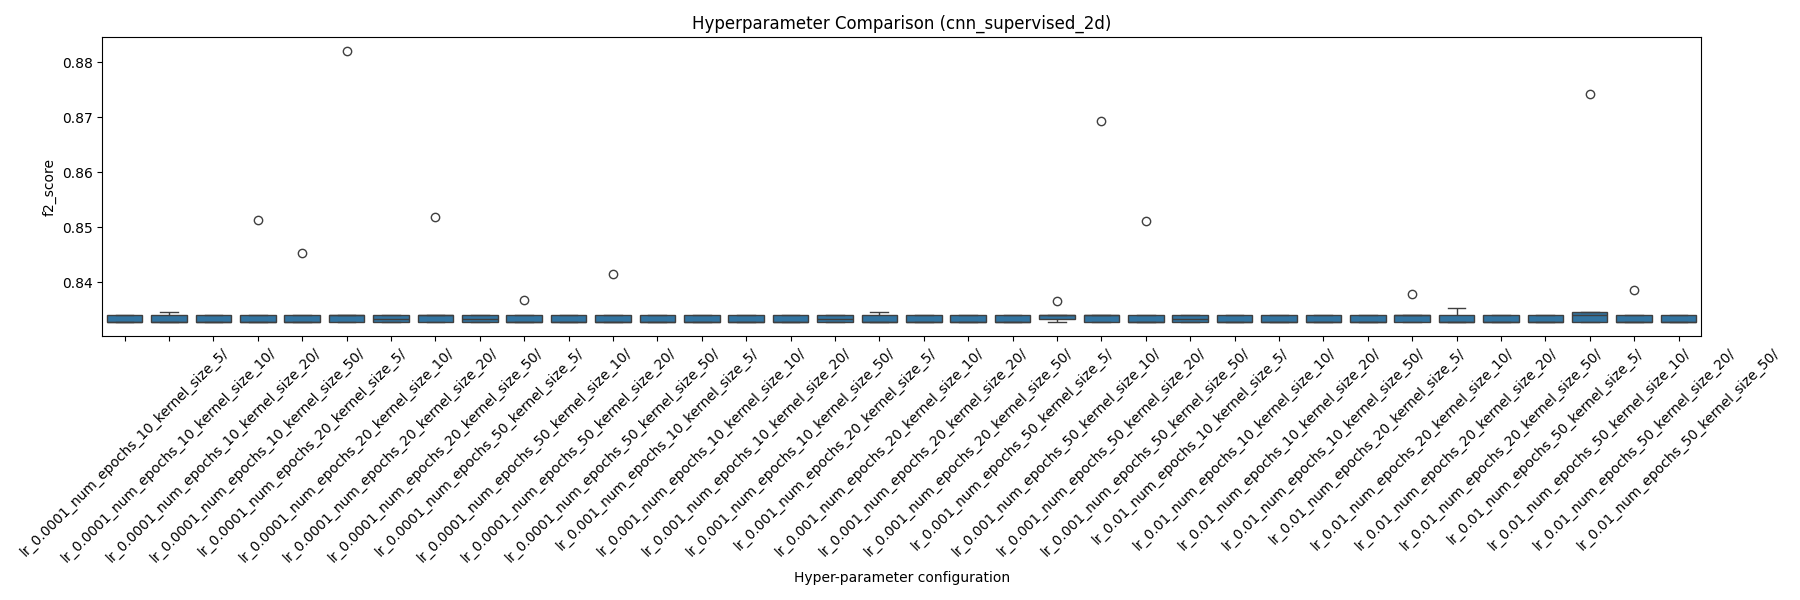 Hyperparameter Comparison (cnn_supervised_2d)
f2_score
0.88
0.87
0.86
0.85
0.84
lr_0.0001_num_epochs_10_kernel_size_5/
lr_0.0001_num_epochs_10_kernel_size_10/
lr_0.0001_num_epochs_10_kernel_size_20/
lr_0.0001_num_epochs_10_kernel_size_50/
lr_0.0001_num_epochs_20_kernel_size_5/
lr_0.0001_num_epochs_20_kernel_size_10/
lr_0.0001_num_epochs_20_kernel_size_20/
lr_0.0001_num_epochs_20_kernel_size_50/
lr_0.0001_num_epochs_50_kernel_size_5/
lr_0.0001_num_epochs_50_kernel_size_10/
lr_0.0001_num_epochs_50_kernel_size_20/
lr_0.0001_num_epochs_50_kernel_size_50/
lr_0.001_num_epochs_10_kernel_size_5/
lr_0.001_num_epochs_10_kernel_size_10/
lr_0.001_num_epochs_10_kernel_size_20/
lr_0.001_num_epochs_10_kernel_size_50/
lr_0.001_num_epochs_20_kernel_size_5/
lr_0.001_num_epochs_20_kernel_size_10/
lr_0.001_num_epochs_20_kernel_size_20/
lr_0.001_num_epochs_20_kernel_size_50/
lr_0.001_num_epochs_50_kernel_size_5/
lr_0.001_num_epochs_50_kernel_size_10/
lr_0.001_num_epochs_50_kernel_size_20/
lr_0.001_num_epochs_50_kernel_size_50/
lr_0.01_num_epochs_10_kernel_size_5/
lr_0.01_num_epochs_10_kernel_size_10/
lr_0.01_num_epochs_10_kernel_size_20/
lr_0.01_num_epochs_10_kernel_size_50/
lr_0.01_num_epochs_20_kernel_size_5/
lr_0.01_num_epochs_20_kernel_size_10/
lr_0.01_num_epochs_20_kernel_size_20/
lr_0.01_num_epochs_20_kernel_size_50/
lr_0.01_num_epochs_50_kernel_size_5/
lr_0.01_num_epochs_50_kernel_size_10/
lr_0.01_num_epochs_50_kernel_size_20/
lr_0.01_num_epochs_50_kernel_size_50/
Hyper-parameter configuration